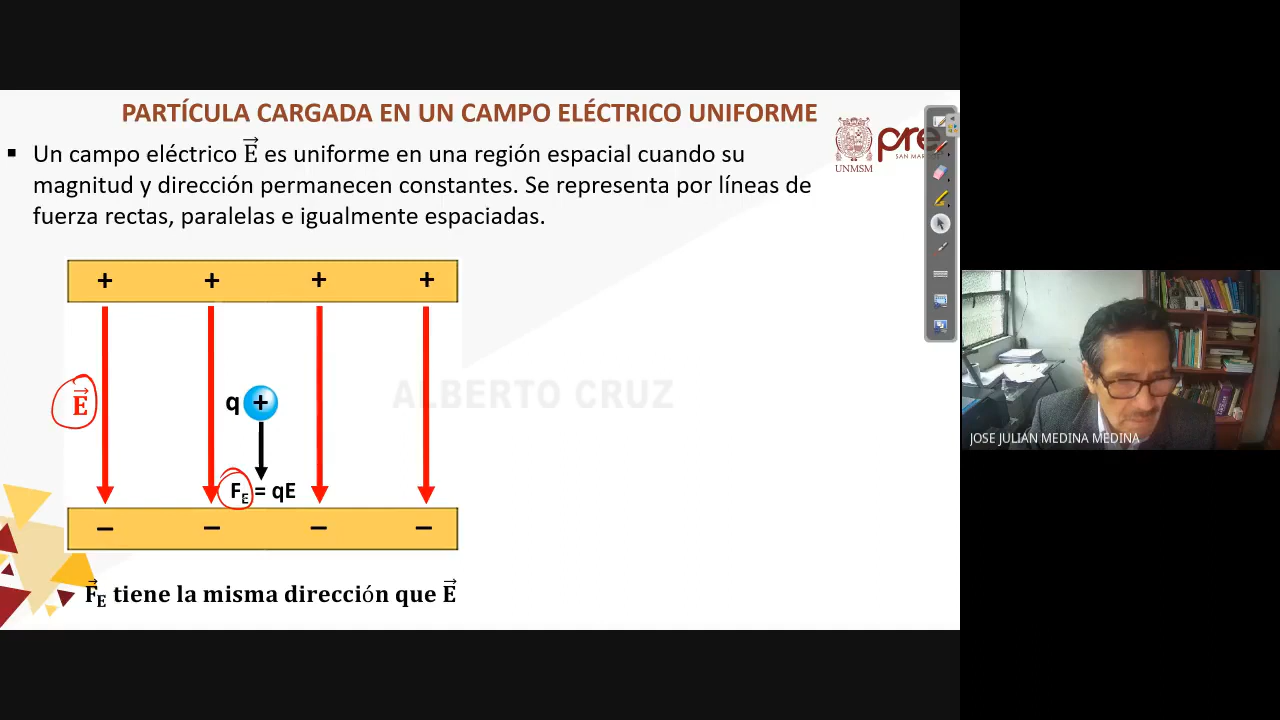 PARTÍCULA CARGADA EN UN CAMPO ELÉCTRICO UNIFORME
▪ Un campo eléctrico E⃗ es uniforme en una región espacial cuando su
magnitud y dirección permanecen constantes. Se representa por líneas de
fuerza rectas, paralelas e igualmente espaciadas.
UNMSM
pre
+ + + +
E⃗
q +
F_E = qE
− − − −
F⃗_E tiene la misma dirección que E⃗
ALBERTO CRUZ
JOSE JULIAN MEDINA MEDINA